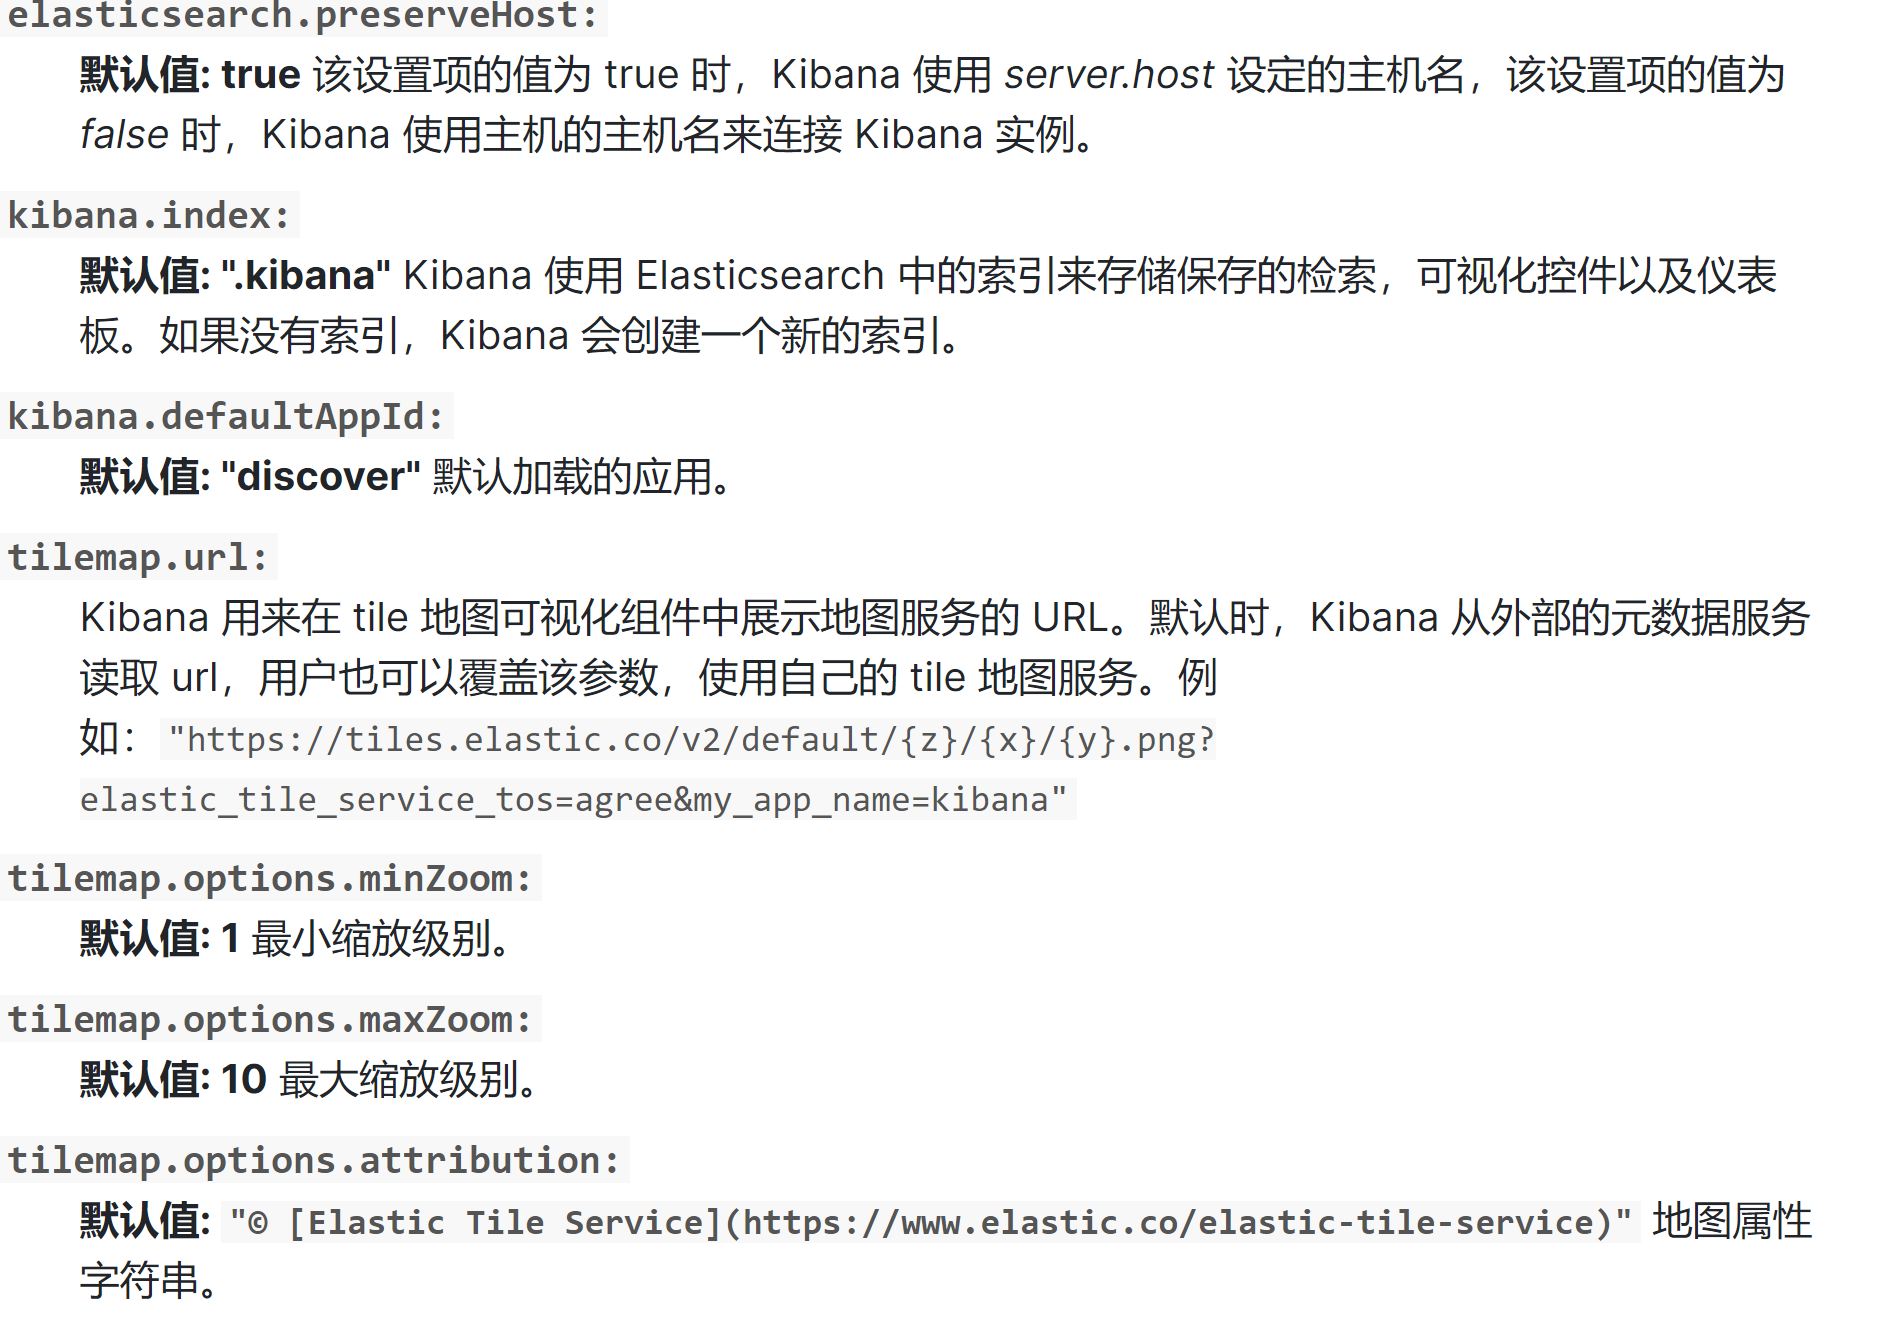 elasticsearch.preserveHost:
默认值: true 该设置项的值为 true 时，Kibana 使用 server.host 设定的主机名，该设置项的值为
false 时，Kibana 使用主机的主机名来连接 Kibana 实例。
kibana.index:
默认值: ".kibana" Kibana 使用 Elasticsearch 中的索引来存储保存的检索，可视化控件以及仪表
板。如果没有索引，Kibana 会创建一个新的索引。
kibana.defaultAppId:
默认值: "discover" 默认加载的应用。
tilemap.url:
Kibana 用来在 tile 地图可视化组件中展示地图服务的 URL。默认时，Kibana 从外部的元数据服务
读取 url，用户也可以覆盖该参数，使用自己的 tile 地图服务。例
如： "https://tiles.elastic.co/v2/default/{z}/{x}/{y}.png?
elastic_tile_service_tos=agree&my_app_name=kibana"
tilemap.options.minZoom:
默认值: 1 最小缩放级别。
tilemap.options.maxZoom:
默认值: 10 最大缩放级别。
tilemap.options.attribution:
默认值: "© [Elastic Tile Service](https://www.elastic.co/elastic-tile-service)" 地图属性
字符串。